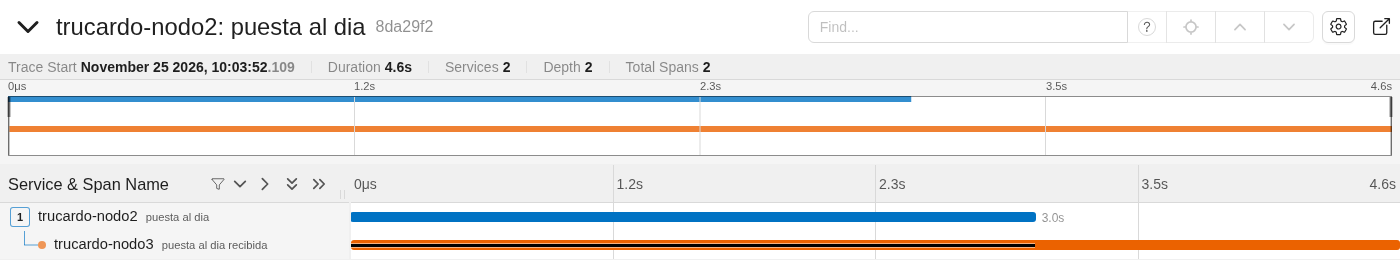 trucardo-nodo2: puesta al dia 8da29f2 Find... ?
Trace Start November 25 2026, 10:03:52.109 Duration 4.6s Services 2 Depth 2 Total Spans 2
0μs 1.2s 2.3s 3.5s 4.6s
Service & Span Name 0μs 1.2s 2.3s 3.5s 4.6s
1 trucardo-nodo2 puesta al dia 3.0s
trucardo-nodo3 puesta al dia recibida